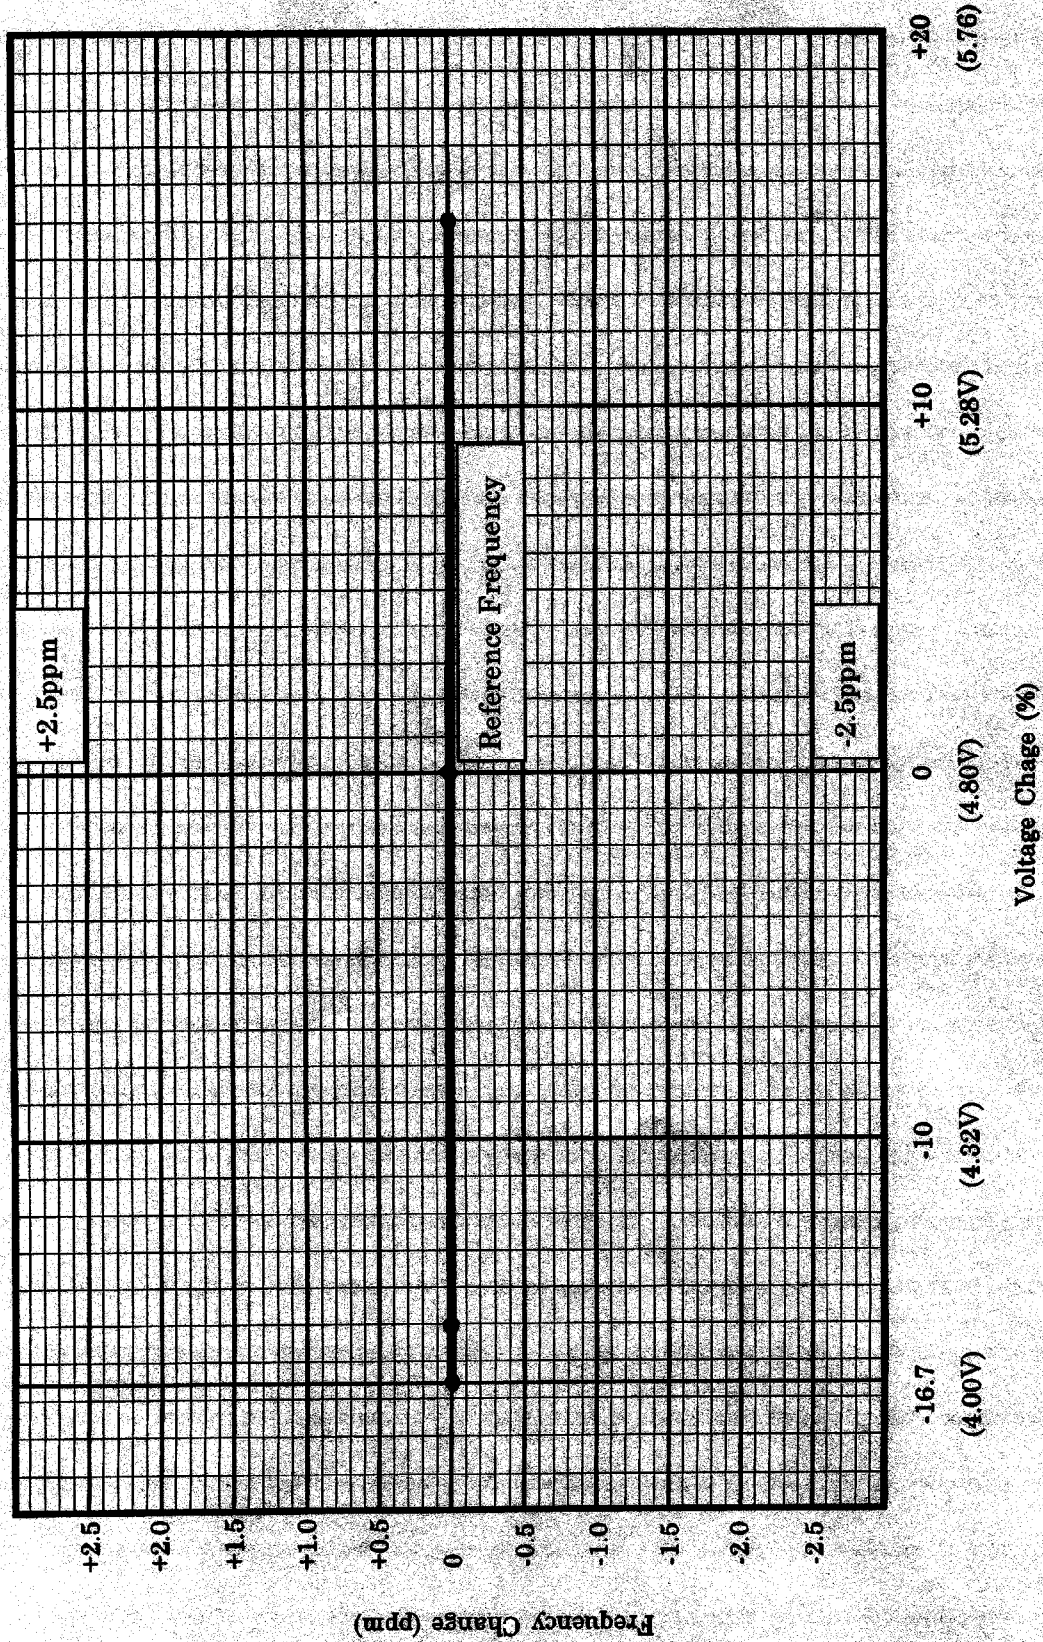 Frequency Change (ppm)
+2.5
+2.0
+1.5
+1.0
+0.5
0
-0.5
-1.0
-1.5
-2.0
-2.5
+2.5ppm
Reference Frequency
-2.5ppm
-16.7
-10
0
+10
+20
(4.00V)
(4.32V)
(4.80V)
(5.28V)
(5.76)
Voltage Chage (%)